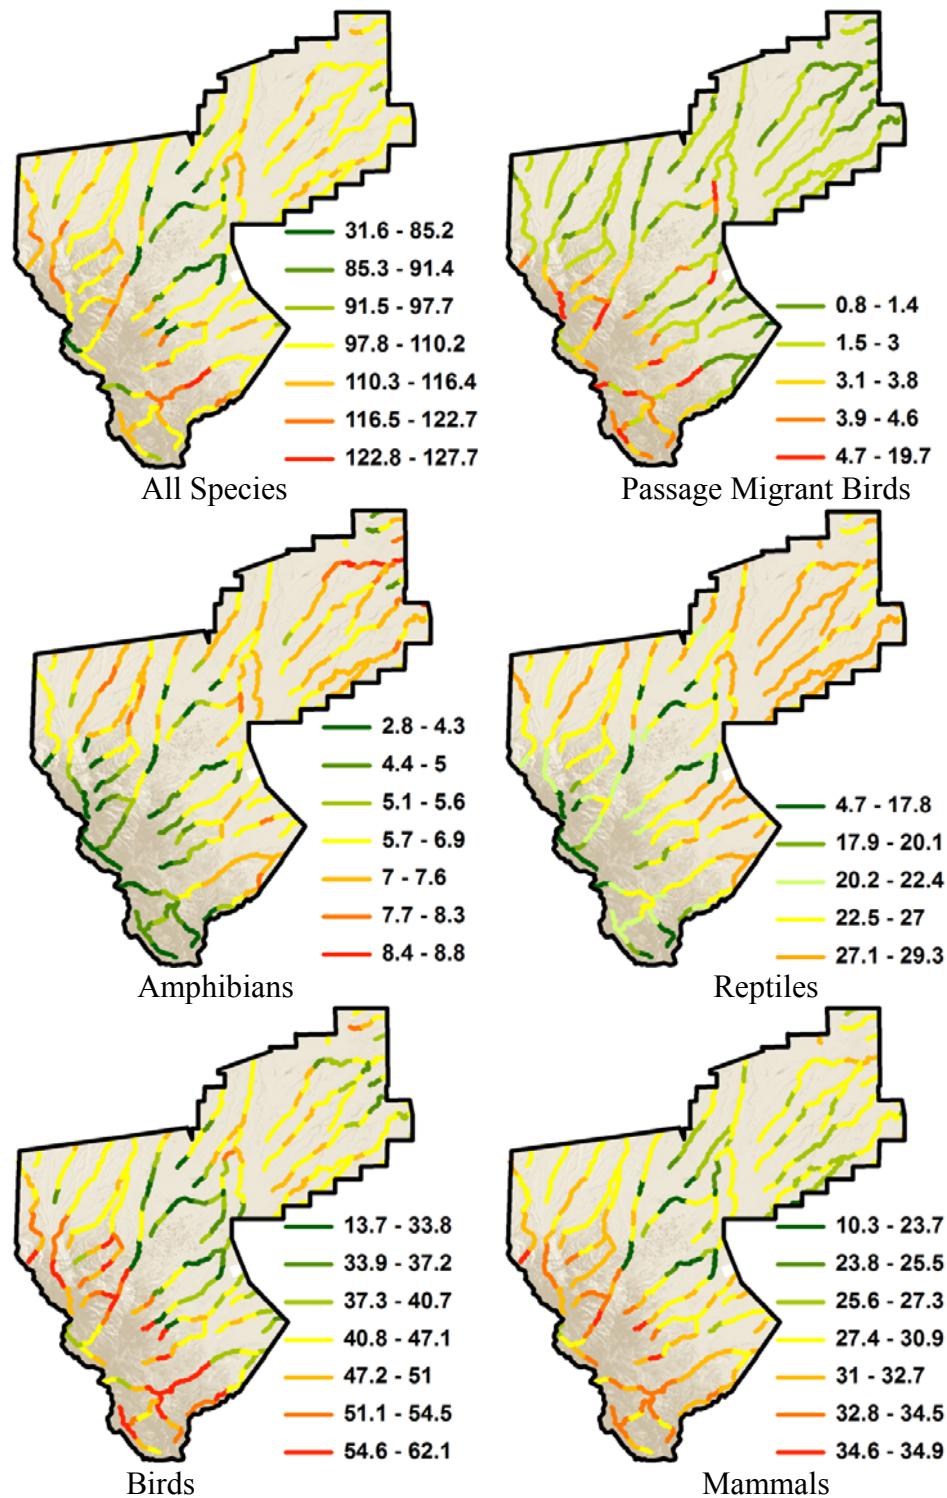 31.6 - 85.2
85.3 - 91.4
91.5 - 97.7
97.8 - 110.2
110.3 - 116.4
116.5 - 122.7
122.8 - 127.7
All Species
0.8 - 1.4
1.5 - 3
3.1 - 3.8
3.9 - 4.6
4.7 - 19.7
Passage Migrant Birds
2.8 - 4.3
4.4 - 5
5.1 - 5.6
5.7 - 6.9
7 - 7.6
7.7 - 8.3
8.4 - 8.8
Amphibians
4.7 - 17.8
17.9 - 20.1
20.2 - 22.4
22.5 - 27
27.1 - 29.3
Reptiles
13.7 - 33.8
33.9 - 37.2
37.3 - 40.7
40.8 - 47.1
47.2 - 51
51.1 - 54.5
54.6 - 62.1
Birds
10.3 - 23.7
23.8 - 25.5
25.6 - 27.3
27.4 - 30.9
31 - 32.7
32.8 - 34.5
34.6 - 34.9
Mammals